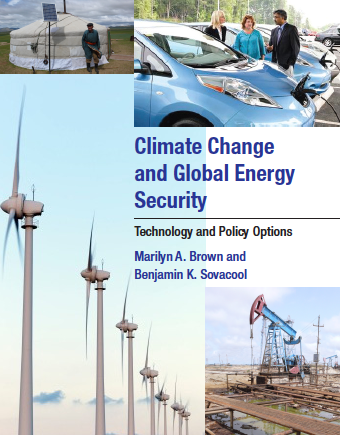 Climate Change
and Global Energy
Security
Technology and Policy Options
Marilyn A. Brown and
Benjamin K. Sovacool